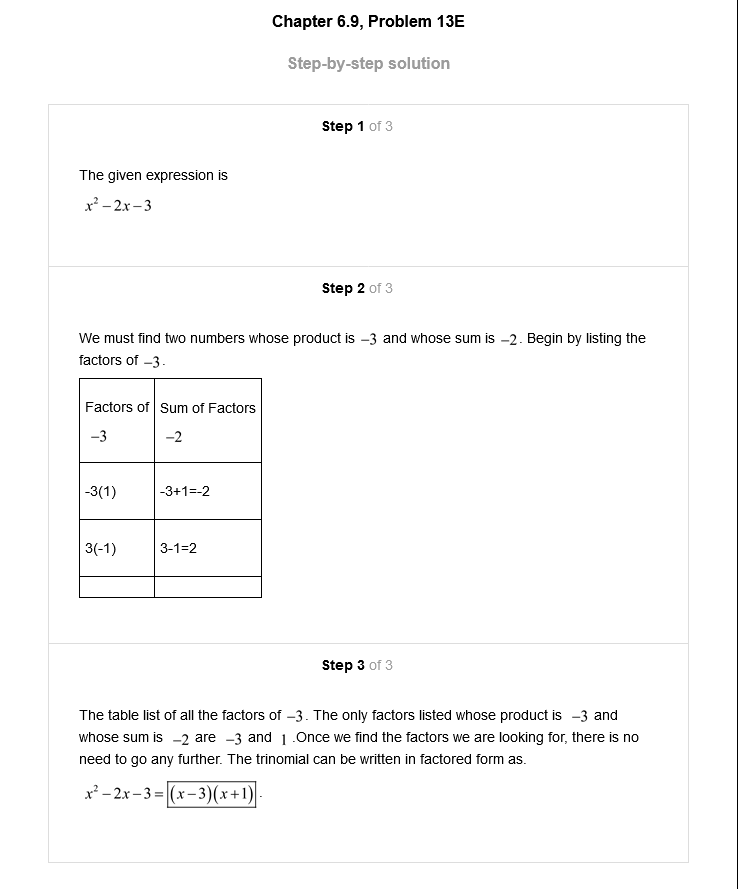 Chapter 6.9, Problem 13E
Step-by-step solution
Step 1 of 3
The given expression is
x² – 2x – 3
Step 2 of 3
We must find two numbers whose product is –3 and whose sum is –2. Begin by listing the
factors of –3.
Factors of Sum of Factors
–3 –2
-3(1) -3+1=-2
3(-1) 3-1=2
Step 3 of 3
The table list of all the factors of –3. The only factors listed whose product is –3 and
whose sum is –2 are –3 and 1 .Once we find the factors we are looking for, there is no
need to go any further. The trinomial can be written in factored form as.
x² – 2x – 3 = (x – 3)(x + 1).